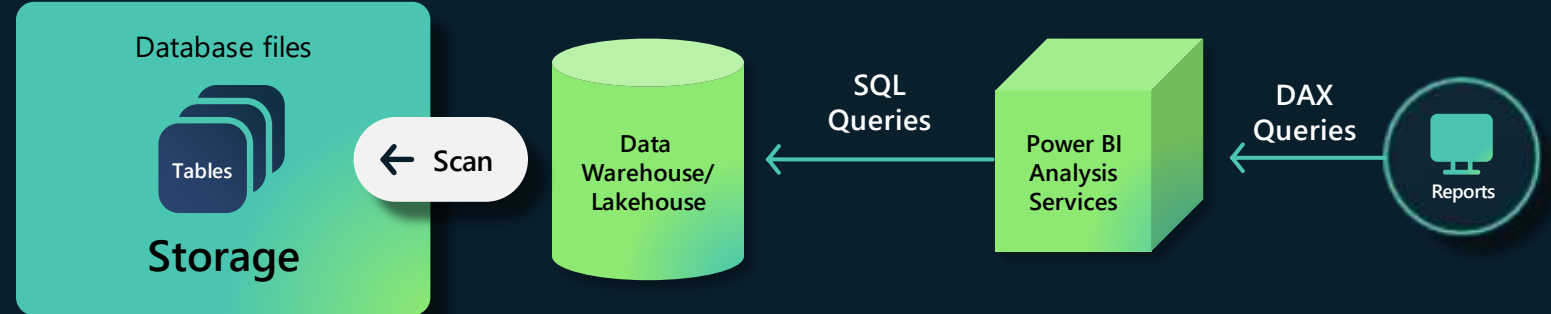 Database files
Tables
Storage
Scan
Data
Warehouse/
Lakehouse
SQL
Queries
Power BI
Analysis
Services
DAX
Queries
Reports